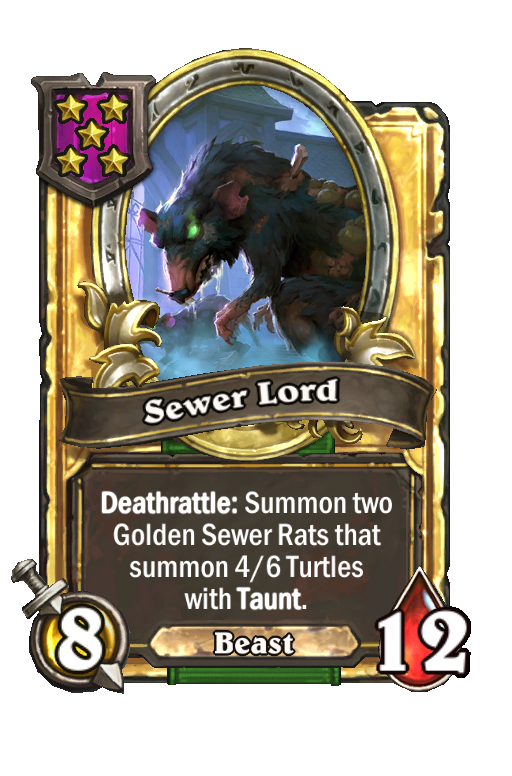 Sewer Lord
Deathrattle: Summon two
Golden Sewer Rats that
summon 4/6 Turtles
with Taunt.
8
Beast
12